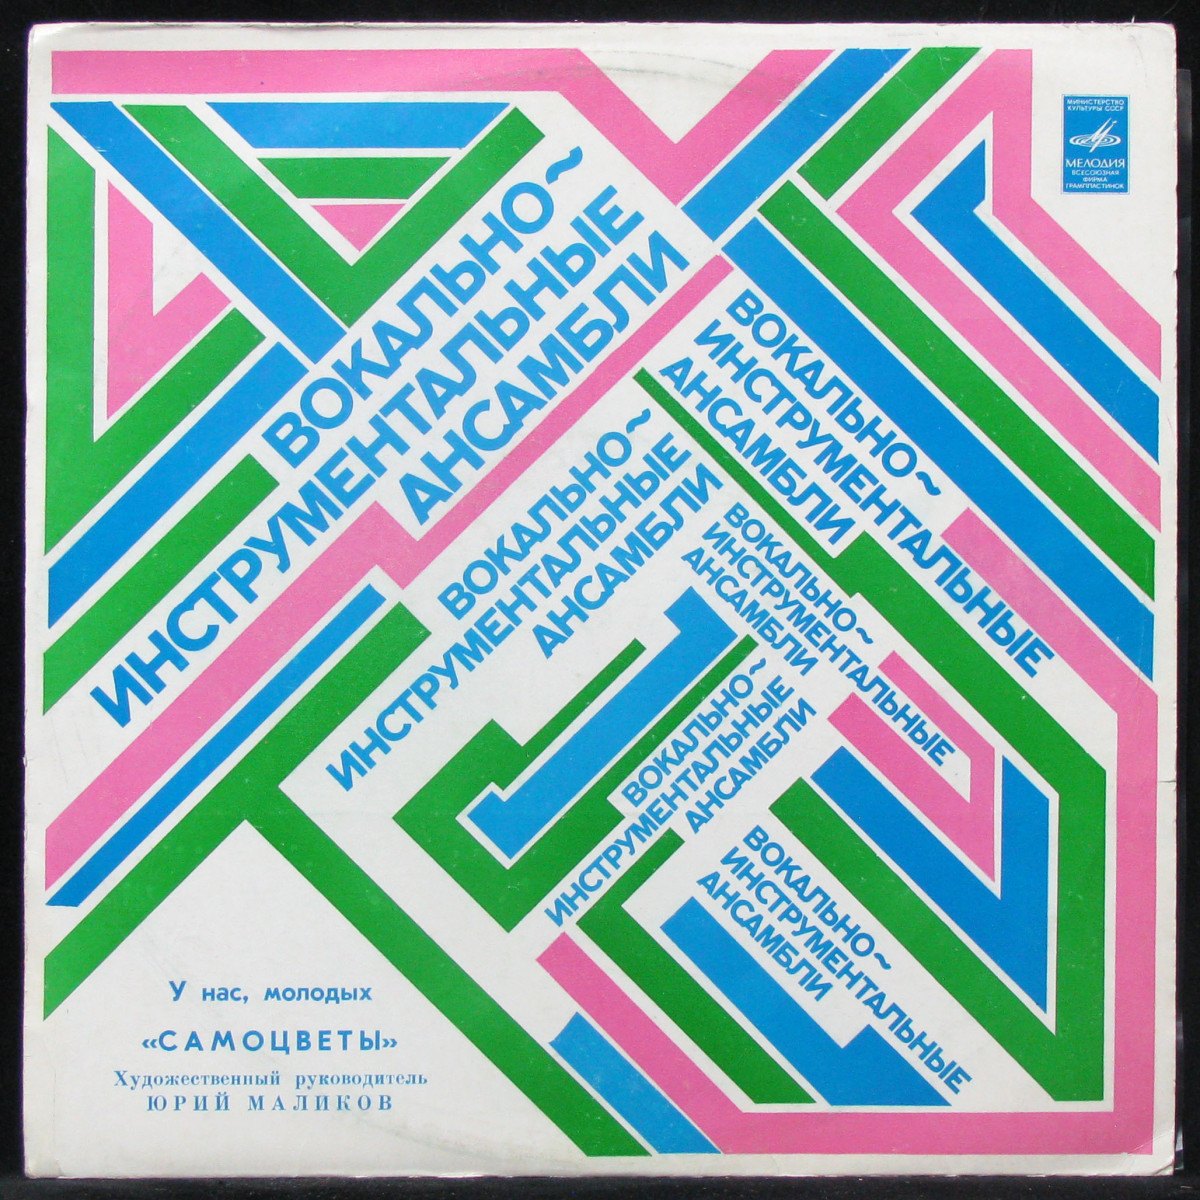 МИНИСТЕРСТВО
КУЛЬТУРЫ СССР
МЕЛОДИЯ
ВСЕСОЮЗНАЯ
ФИРМА
ГРАМПЛАСТИНОК
ВОКАЛЬНО~
ИНСТРУМЕНТАЛЬНЫЕ
АНСАМБЛИ
ВОКАЛЬНО~
ИНСТРУМЕНТАЛЬНЫЕ
АНСАМБЛИ
ВОКАЛЬНО~
ИНСТРУМЕНТАЛЬНЫЕ
АНСАМБЛИ
ВОКАЛЬНО~
ИНСТРУМЕНТАЛЬНЫЕ
АНСАМБЛИ
ВОКАЛЬНО~
ИНСТРУМЕНТАЛЬНЫЕ
АНСАМБЛИ
ВОКАЛЬНО~
ИНСТРУМЕНТАЛЬНЫЕ
АНСАМБЛИ
У нас, молодых
«САМОЦВЕТЫ»
Художественный руководитель
ЮРИЙ МАЛИКОВ